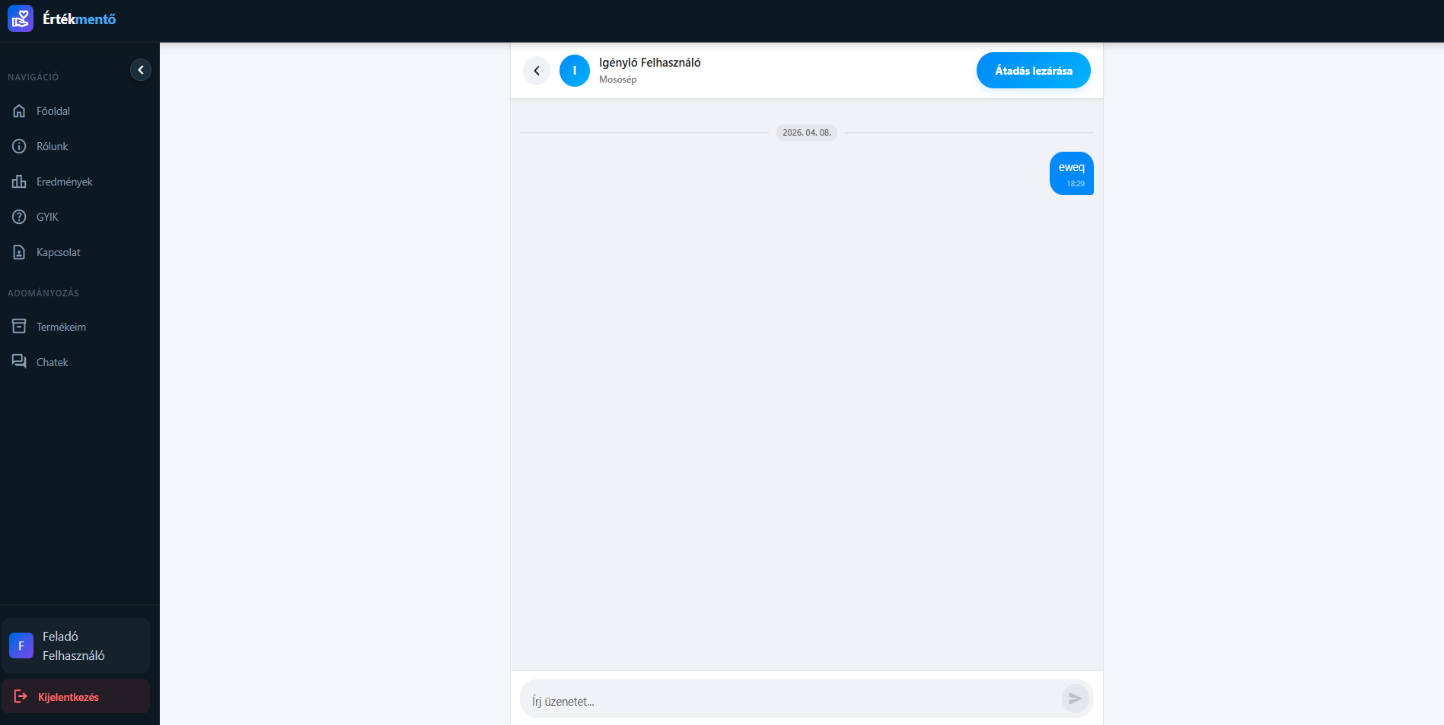 Értékmentő
NAVIGÁCIÓ
Főoldal
Rólunk
Eredmények
GYIK
Kapcsolat
ADOMÁNYOZÁS
Termékeim
Chatek
F
Feladó
Felhasználó
Kijelentkezés
I
Igénylő Felhasználó
Mosósép
Átadás lezárása
2026. 04. 08.
eweq
18:29
Írj üzenetet...